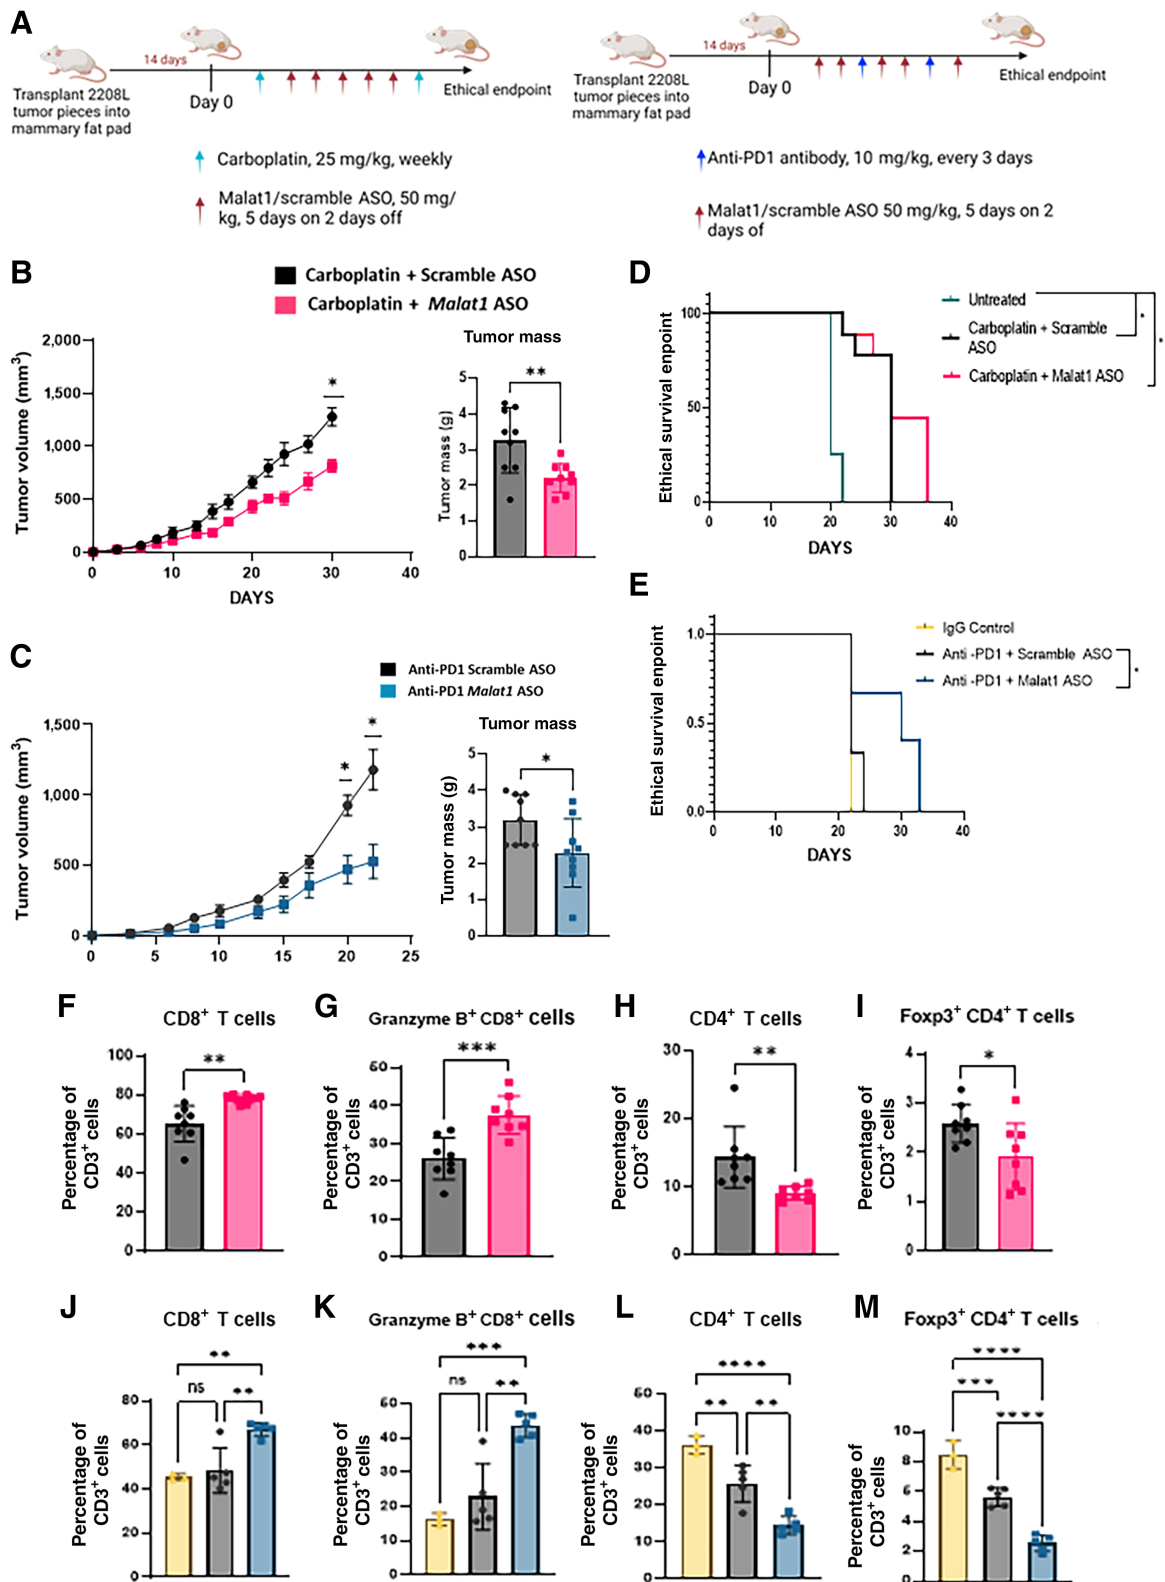 A
14 days
Transplant 2208L
tumor pieces into
mammary fat pad
Day 0
Ethical endpoint
Carboplatin, 25 mg/kg, weekly
Malat1/scramble ASO, 50 mg/
kg, 5 days on 2 days off
14 days
Transplant 2208L
tumor pieces into
mammary fat pad
Day 0
Ethical endpoint
Anti-PD1 antibody, 10 mg/kg, every 3 days
Malat1/scramble ASO 50 mg/kg, 5 days on 2
days of
B
Carboplatin + Scramble ASO
Carboplatin + Malat1 ASO
Tumor volume (mm3)
2,000
1,500
1,000
500
0
0 10 20 30 40
DAYS
*
Tumor mass
**
Tumor mass (g)
5
4
3
2
1
0
D
Ethical survival enpoint
100
50
0
0 10 20 30 40
DAYS
Untreated
Carboplatin + Scramble
ASO
Carboplatin + Malat1 ASO
*
*
C
Anti-PD1 Scramble ASO
Anti-PD1 Malat1 ASO
Tumor volume (mm3)
1,500
1,000
500
0
0 5 10 15 20 25
*
*
Tumor mass
*
Tumor mass (g)
5
4
3
2
1
0
E
Ethical survival enpoint
1.0
0.5
0.0
0 10 20 30 40
DAYS
IgG Control
Anti -PD1 + Scramble ASO
Anti -PD1 + Malat1 ASO
*
F
CD8+ T cells
**
Percentage of
CD3+ cells
100
80
60
40
20
0
G
Granzyme B+ CD8+ cells
***
Percentage of
CD3+ cells
50
40
30
20
10
0
H
CD4+ T cells
**
Percentage of
CD3+ cells
30
20
10
0
I
Foxp3+ CD4+ T cells
*
Percentage of
CD3+ cells
4
3
2
1
0
J
CD8+ T cells
**
ns **
Percentage of
CD3+ cells
80
60
40
20
0
K
Granzyme B+ CD8+ cells
***
ns **
Percentage of
CD3+ cells
60
40
30
20
10
0
L
CD4+ T cells
****
** **
Percentage of
CD3+ cells
50
40
30
20
10
0
M
Foxp3+ CD4+ T cells
****
***
****
Percentage of
CD3+ cells
10
8
6
4
2
0